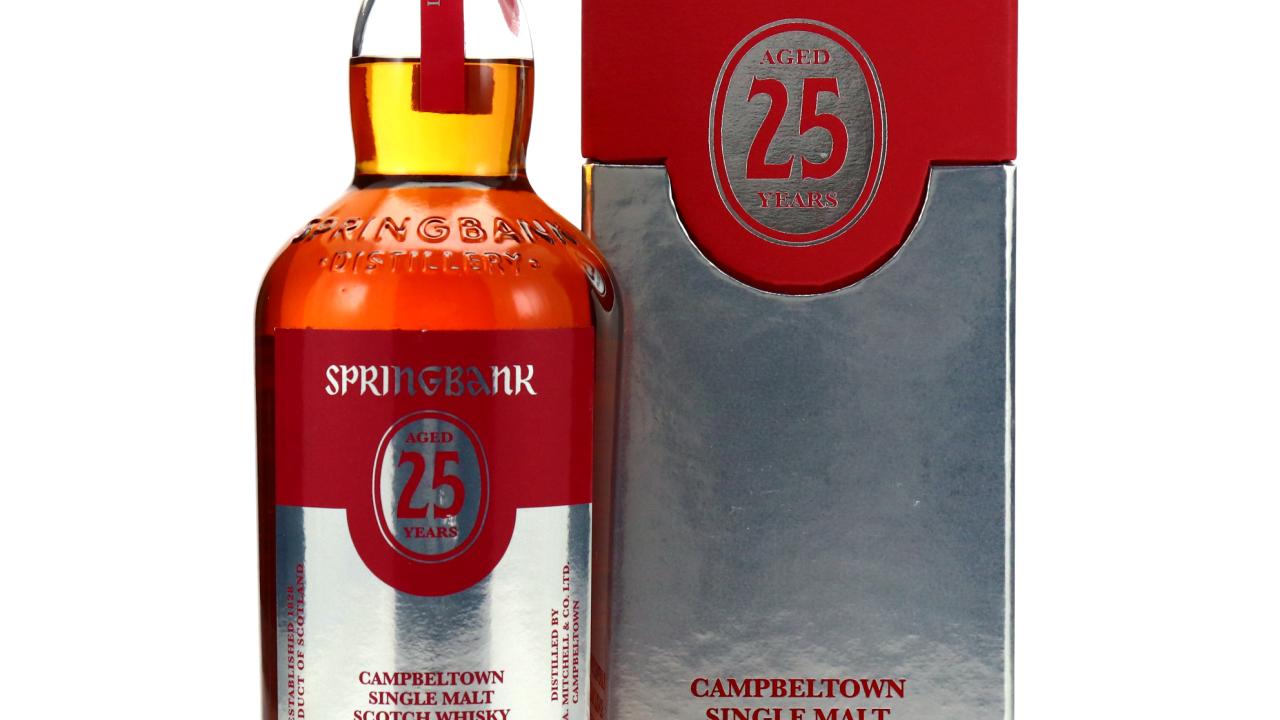 SPRINGBANK
·DISTILLERY·
SPRINGBANK
AGED
25
YEARS
ESTABLISHED 1828
DUCT OF SCOTLAND
DISTILLED BY
A. MITCHELL & CO. LTD.
CAMPBELTOWN
CAMPBELTOWN
SINGLE MALT
SCOTCH WHISKY
AGED
25
YEARS
CAMPBELTOWN
SINGLE MALT